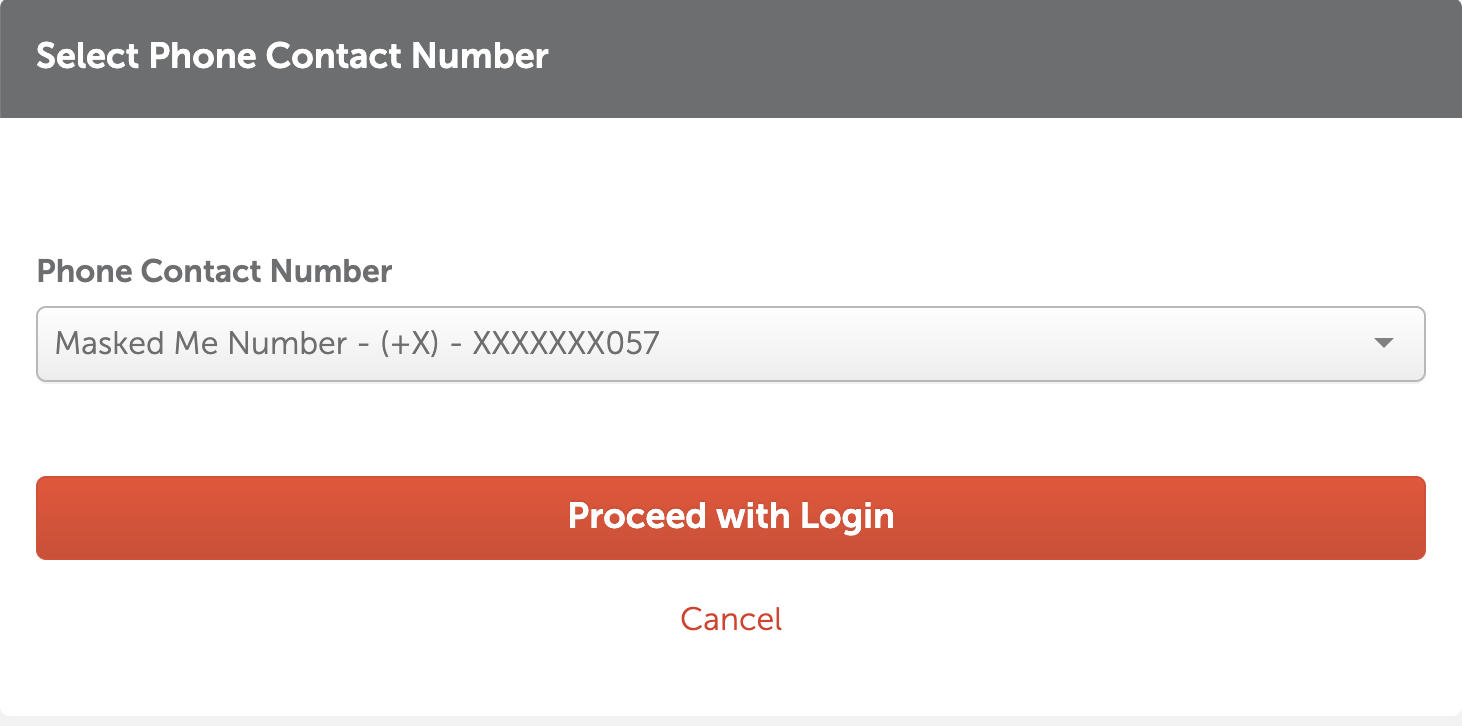 Select Phone Contact Number
Phone Contact Number
Masked Me Number - (+X) - XXXXXXX057
Proceed with Login
Cancel